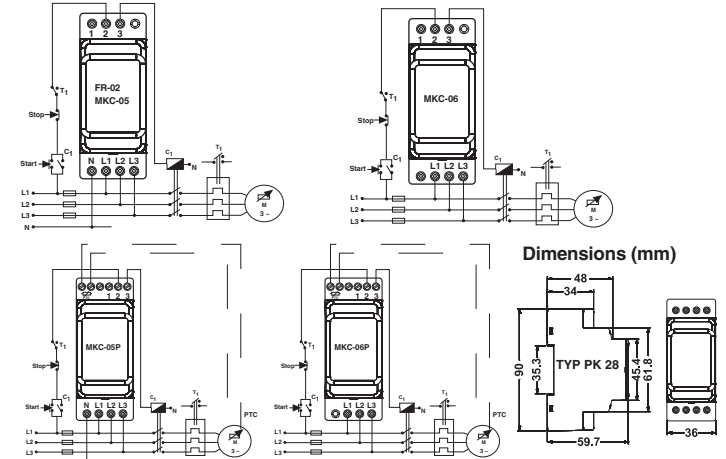 1 2 3
FR-02
MKC-05
T1
Stop
C1
Start
N L1 L2 L3
C1
N
T1
L1
L2
L3
N
M
3 ~
1 2 3
MKC-06
T1
Stop
C1
Start
L1 L2 L3
C1
N
T1
L1
L2
L3
M
3 ~
1 2 3
MKC-05P
T1
Stop
C1
Start
N L1 L2 L3
C1
N
T1
PTC
L1
L2
L3
M
3 ~
1 2 3
MKC-06P
T1
Stop
C1
Start
L1 L2 L3
C1
N
T1
PTC
L1
L2
L3
M
3 ~
Dimensions (mm)
48
34
90
35.3
TYP PK 28
45.4
61.8
59.7
36